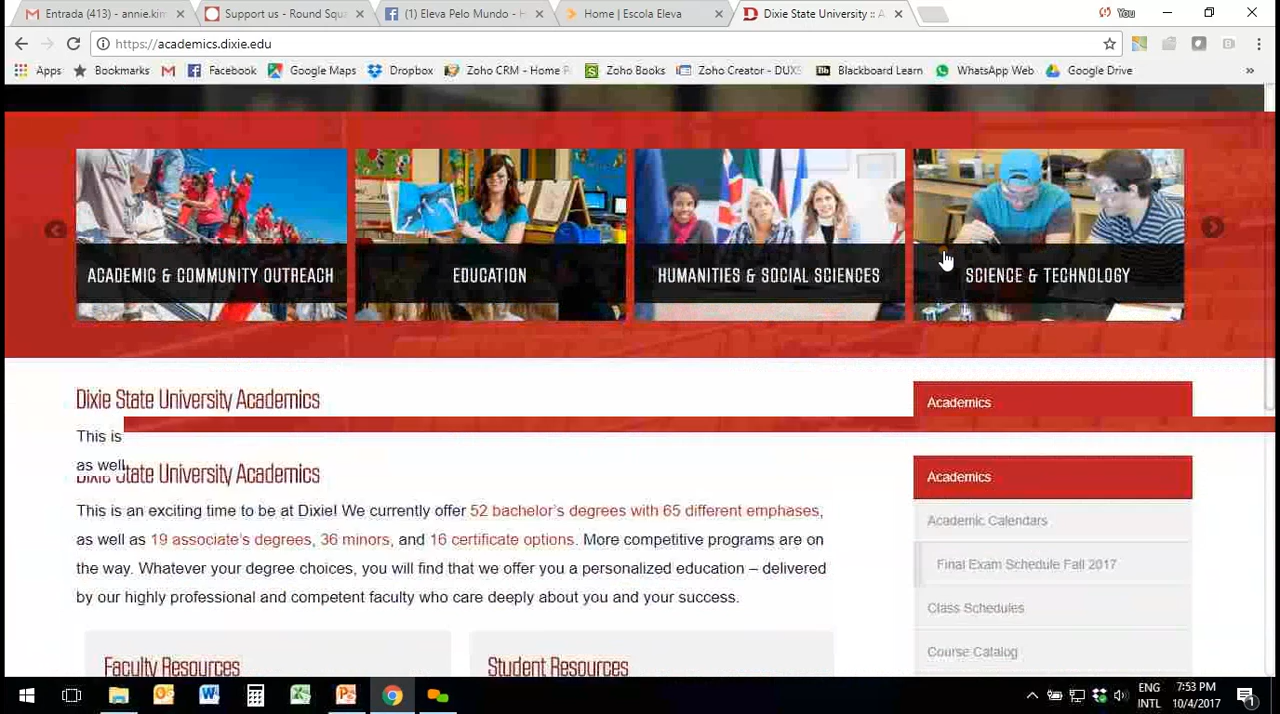 Entrada (413) - annie.kim
Support us - Round Squa
(1) Eleva Pelo Mundo - H
Home | Escola Eleva
Dixie State University :: A
You
https://academics.dixie.edu
Apps
Bookmarks
Facebook
Google Maps
Dropbox
Zoho CRM - Home P
Zoho Books
Zoho Creator - DUXS
Bb
Blackboard Learn
WhatsApp Web
Google Drive
»
ACADEMIC & COMMUNITY OUTREACH
EDUCATION
HUMANITIES & SOCIAL SCIENCES
SCIENCE & TECHNOLOGY
Dixie State University Academics
This is
as well
Dixie State University Academics
This is an exciting time to be at Dixie! We currently offer 52 bachelor's degrees with 65 different emphases,
as well as 19 associate's degrees, 36 minors, and 16 certificate options. More competitive programs are on
the way. Whatever your degree choices, you will find that we offer you a personalized education – delivered
by our highly professional and competent faculty who care deeply about you and your success.
Faculty Resources
Student Resources
Academics
Academics
Academic Calendars
Final Exam Schedule Fall 2017
Class Schedules
Course Catalog
ENG
INTL
7:53 PM
10/4/2017
1